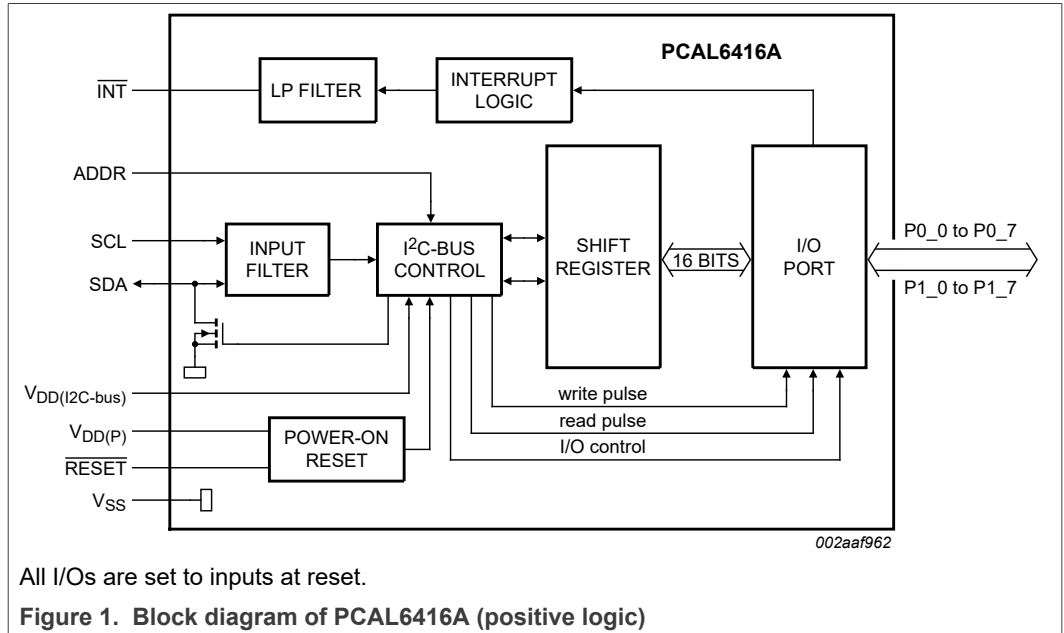 PCAL6416A
INT
LP FILTER
INTERRUPT
LOGIC
ADDR
SCL
SDA
INPUT
FILTER
I2C-BUS
CONTROL
SHIFT
REGISTER
16 BITS
I/O
PORT
P0_0 to P0_7
P1_0 to P1_7
VDD(I2C-bus)
write pulse
read pulse
I/O control
VDD(P)
RESET
POWER-ON
RESET
VSS
002aaf962
All I/Os are set to inputs at reset.
Figure 1. Block diagram of PCAL6416A (positive logic)